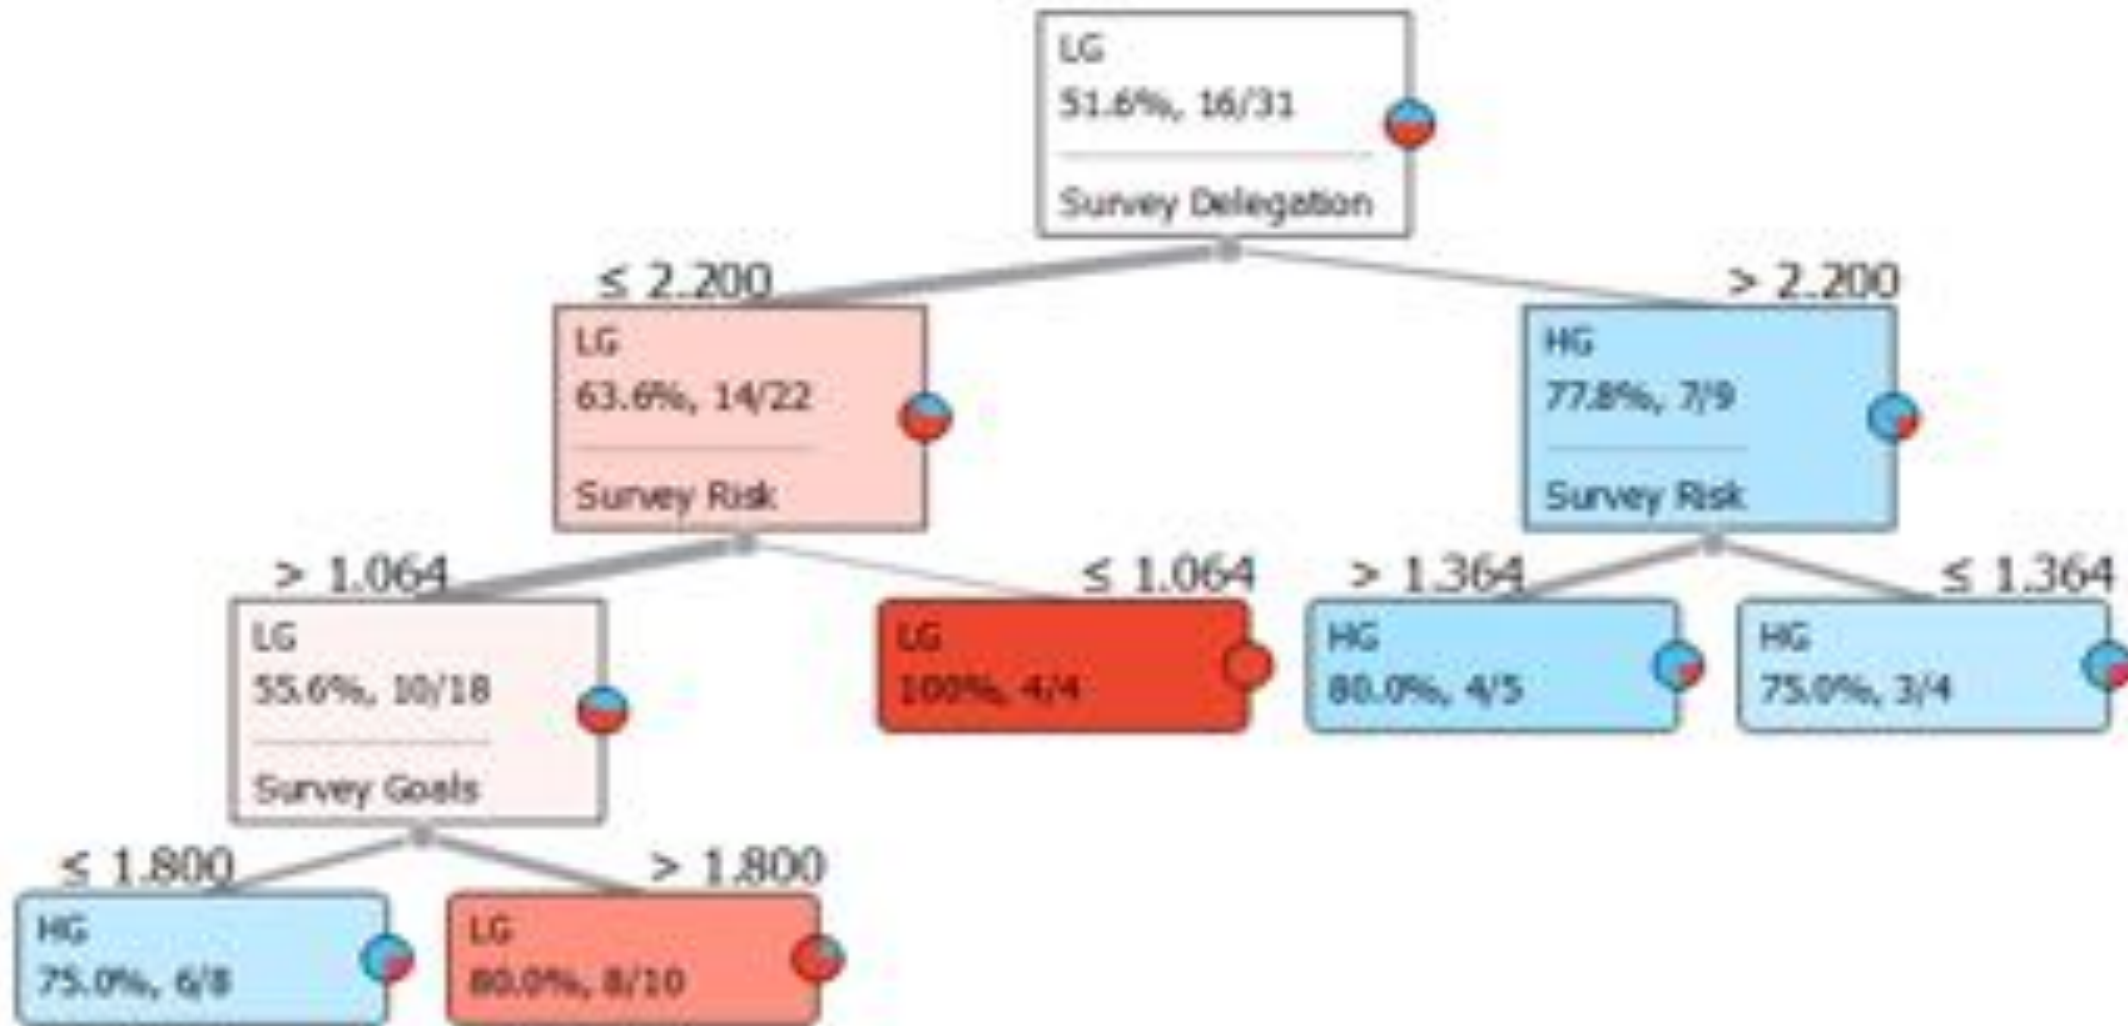 LG
51.6%, 16/31
Survey Delegation
≤ 2.200
> 2.200
LG
63.6%, 14/22
Survey Risk
HG
77.8%, 7/9
Survey Risk
> 1.064
≤ 1.064
> 1.364
≤ 1.364
LG
55.6%, 10/18
Survey Goals
LG
100%, 4/4
HG
80.0%, 4/5
HG
75.0%, 3/4
≤ 1.800
> 1.800
HG
75.0%, 6/8
LG
80.0%, 8/10